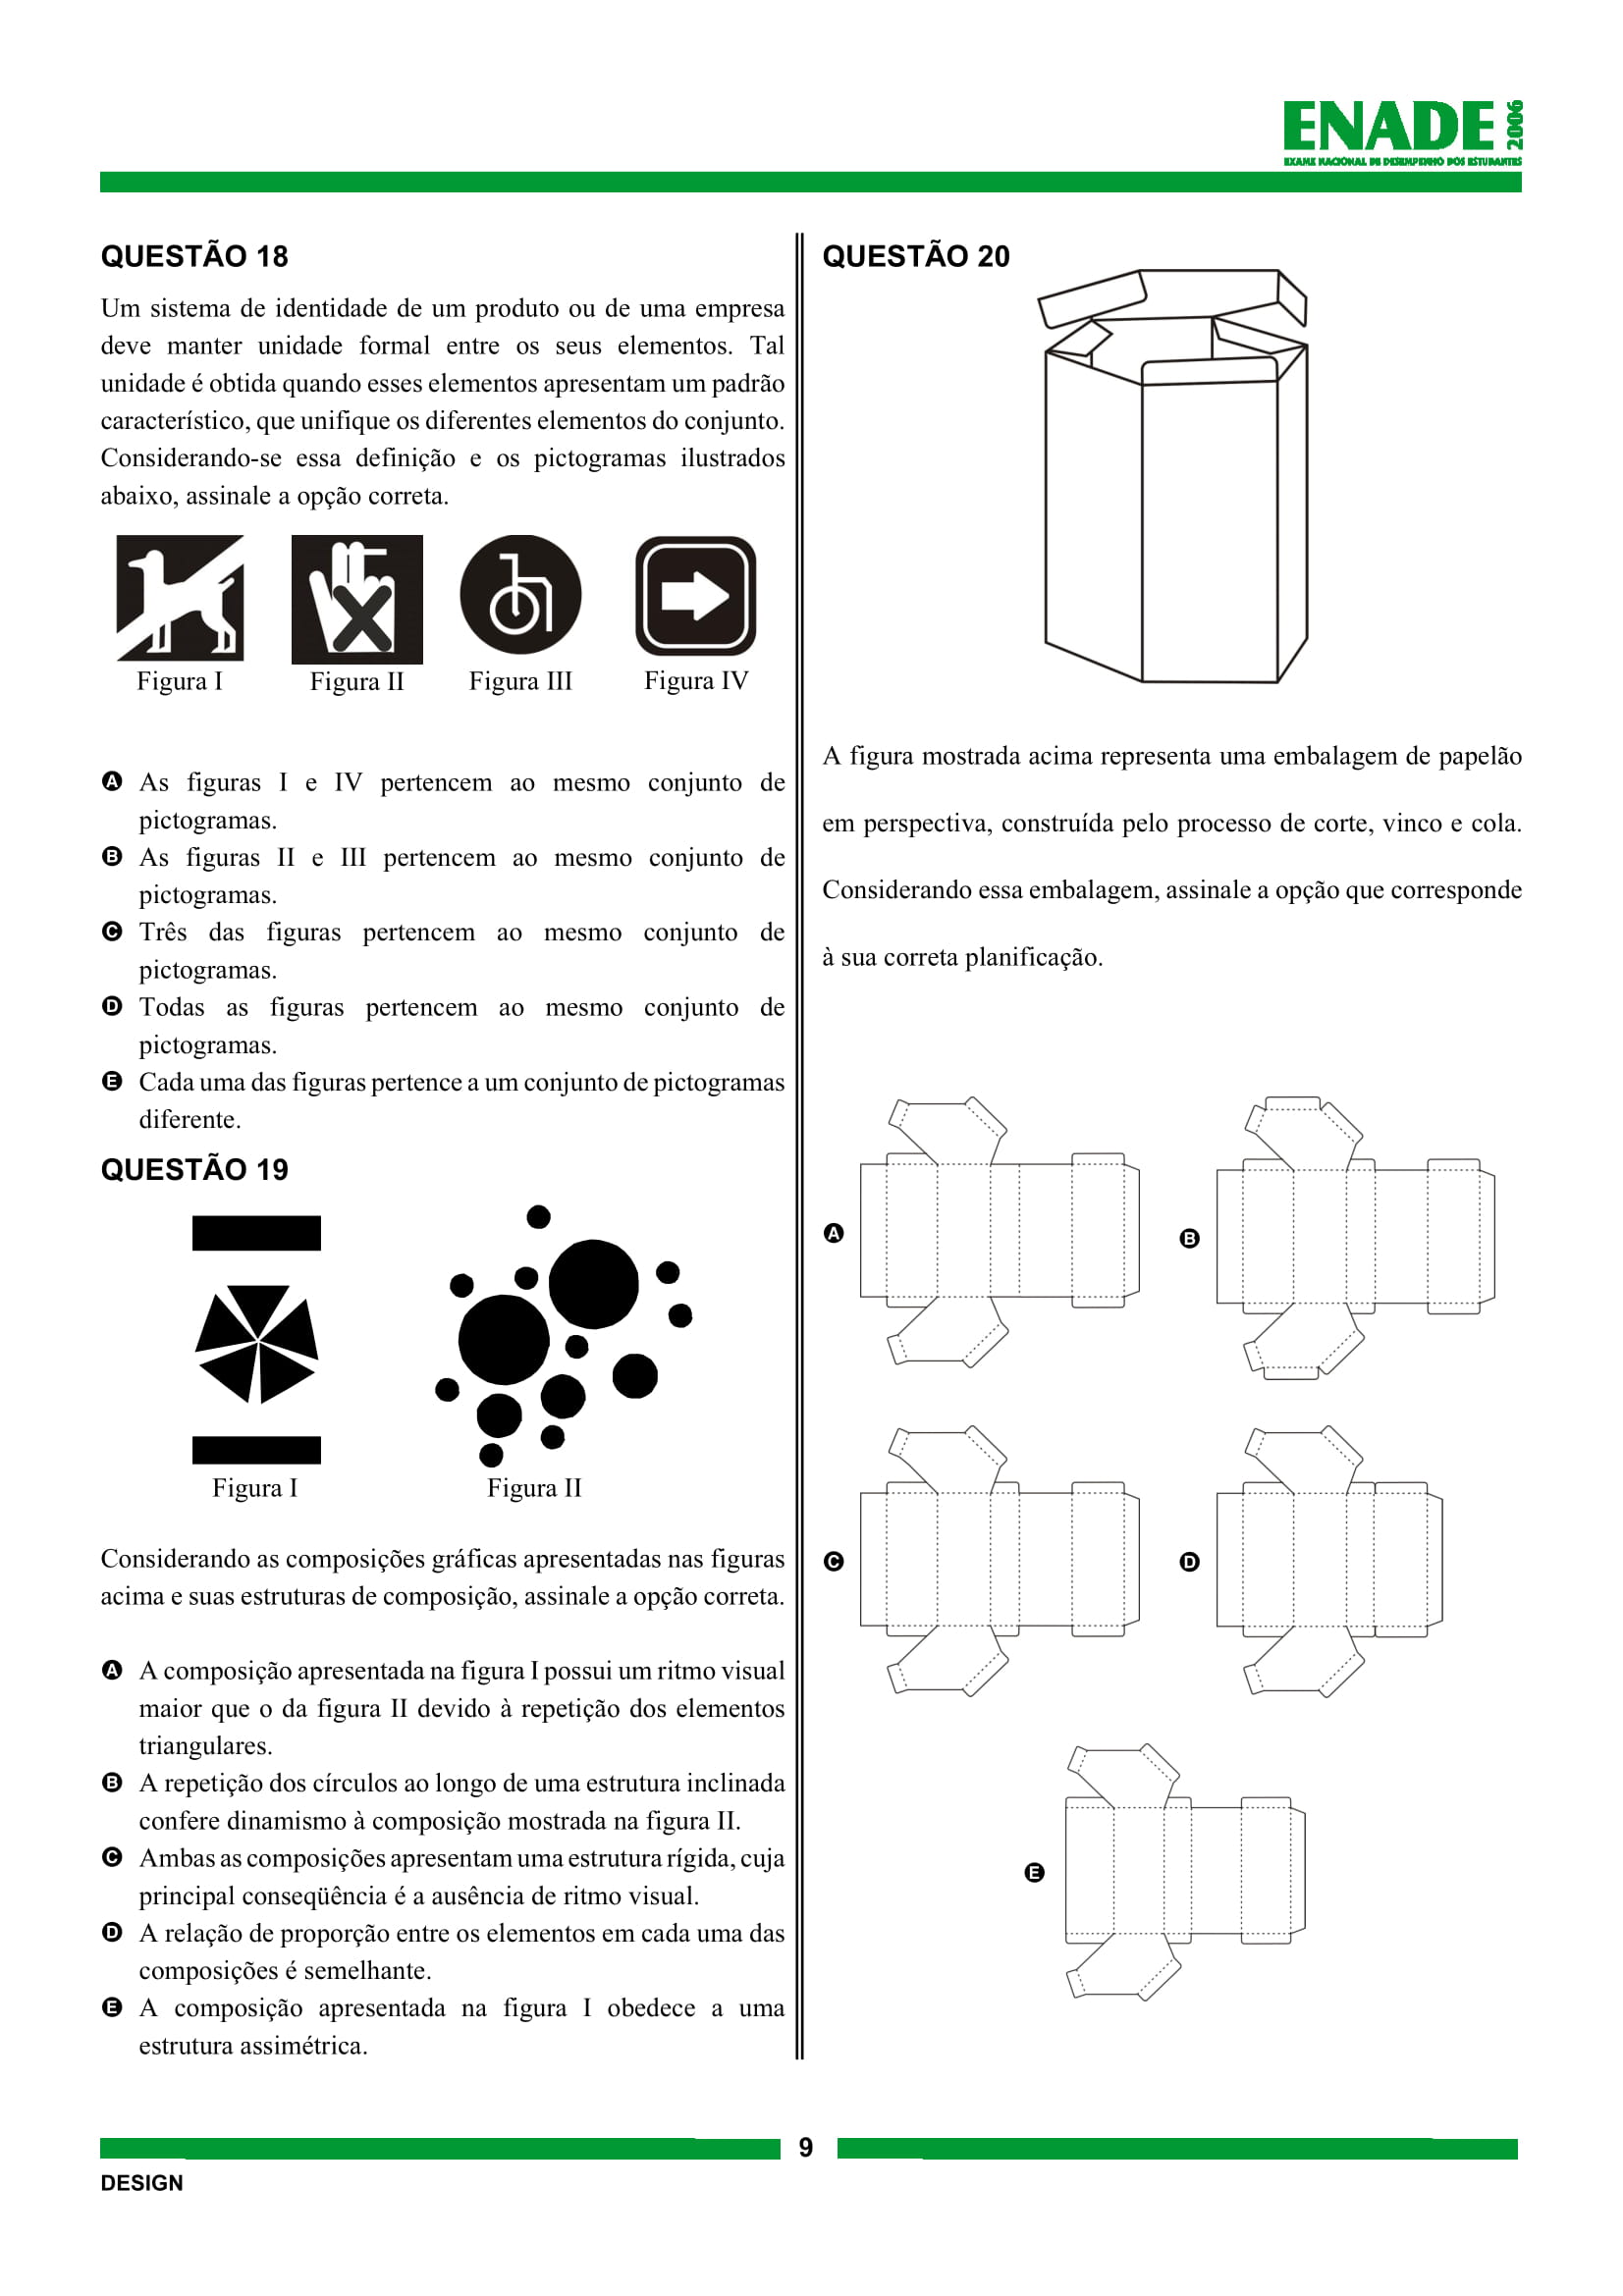 ENADE 2006
EXAME NACIONAL DE DESEMPENHO DOS ESTUDANTES
QUESTÃO 18
Um sistema de identidade de um produto ou de uma empresa
deve manter unidade formal entre os seus elementos. Tal
unidade é obtida quando esses elementos apresentam um padrão
característico, que unifique os diferentes elementos do conjunto.
Considerando-se essa definição e os pictogramas ilustrados
abaixo, assinale a opção correta.
Figura I Figura II Figura III Figura IV
A As figuras I e IV pertencem ao mesmo conjunto de
pictogramas.
B As figuras II e III pertencem ao mesmo conjunto de
pictogramas.
C Três das figuras pertencem ao mesmo conjunto de
pictogramas.
D Todas as figuras pertencem ao mesmo conjunto de
pictogramas.
E Cada uma das figuras pertence a um conjunto de pictogramas
diferente.
QUESTÃO 19
Figura I Figura II
Considerando as composições gráficas apresentadas nas figuras
acima e suas estruturas de composição, assinale a opção correta.
A A composição apresentada na figura I possui um ritmo visual
maior que o da figura II devido à repetição dos elementos
triangulares.
B A repetição dos círculos ao longo de uma estrutura inclinada
confere dinamismo à composição mostrada na figura II.
C Ambas as composições apresentam uma estrutura rígida, cuja
principal conseqüência é a ausência de ritmo visual.
D A relação de proporção entre os elementos em cada uma das
composições é semelhante.
E A composição apresentada na figura I obedece a uma
estrutura assimétrica.
QUESTÃO 20
A figura mostrada acima representa uma embalagem de papelão
em perspectiva, construída pelo processo de corte, vinco e cola.
Considerando essa embalagem, assinale a opção que corresponde
à sua correta planificação.
A
B
C
D
E
9
DESIGN